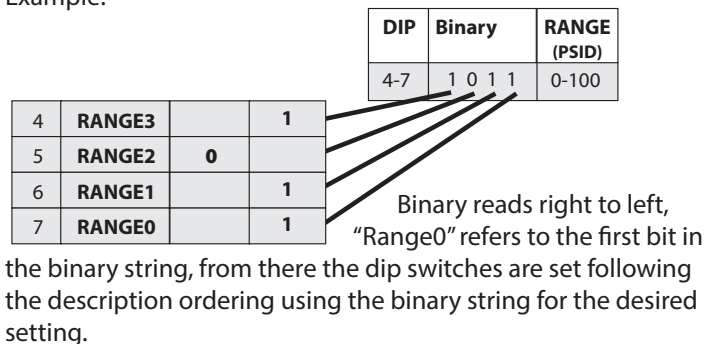 DIP Binary RANGE
(PSID)
4-7 1 0 1 1 0-100
4 RANGE3 1
5 RANGE2 0
6 RANGE1 1
7 RANGE0 1
Binary reads right to left,
“Range0” refers to the first bit in
the binary string, from there the dip switches are set following
the description ordering using the binary string for the desired
setting.